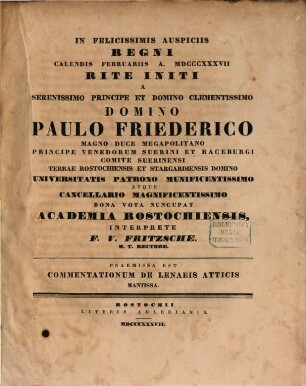 IN FELICISSIMIS AUSPICIIS
REGNI
CALENDIS FEBRUARIIS A. MDCCCXXXVII
RITE INITI
A
SERENISSIMO PRINCIPE ET DOMINO CLEMENTISSIMO
DOMINO
PAULO FRIEDERICO
MAGNO DUCE MEGAPOLITANO
PRINCIPE VENEDORUM SUERINI ET RACEBURGI
COMITE SUERINENSI
TERRAE ROSTOCHIENSIS ET STARGARDIENSIS DOMINO
UNIVERSITATIS PATRONO MUNIFICENTISSIMO
ATQUE
CANCELLARIO MAGNIFICENTISSIMO
BONA VOTA NUNCUPAT
ACADEMIA ROSTOCHIENSIS,
INTERPRETE
F. V. FRITZSCHE,
H. T. RECTORE.
BIBLIOTHECA
REGIA
MONACENSIS
PRAEMISSA EST
COMMENTATIONUM DE LENAEIS ATTICIS
MANTISSA.
ROSTOCHII
LITERIS ADLERIANIS.
MDCCCXXXVII.